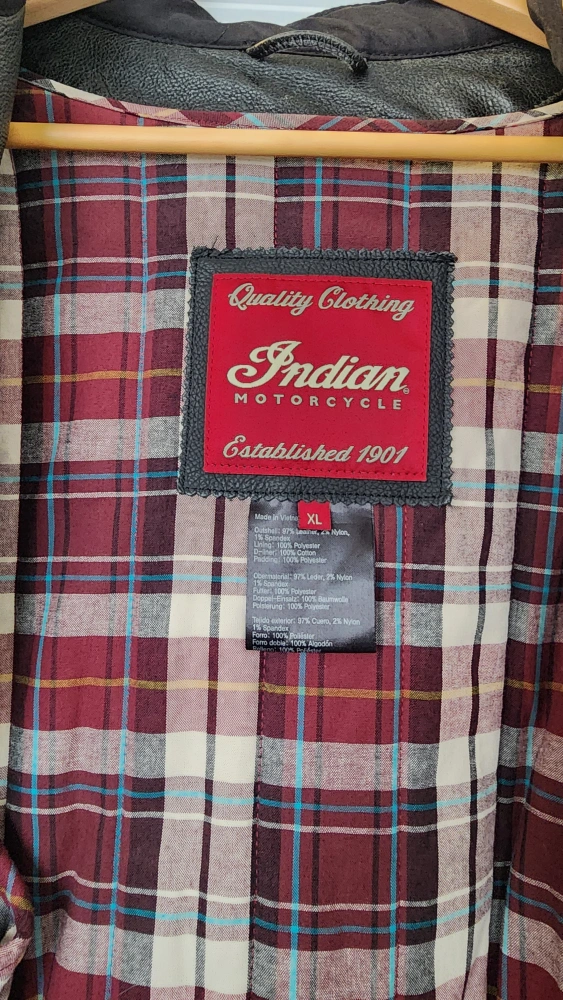 Quality Clothing
Indian
MOTORCYCLE
Established 1901
XL
Made in
Outshell: 97% Leather, 2% Nylon,
1% Spandex
Lining: 100% Polyester
D-liner: 100% Cotton
Padding: 100% Polyester
Obermaterial: 97% Leder, 2% Nylon
1% Spandex
Futter: 100% Polyester
Doppel-Einsatz: 100% Baumwolle
Polsterung: 100% Polyester
Tejido exterior: 97% Cuero, 2% Nylon
1% Spandex
Forro: 100% Poliéster
Forro doble: 100% Algodón